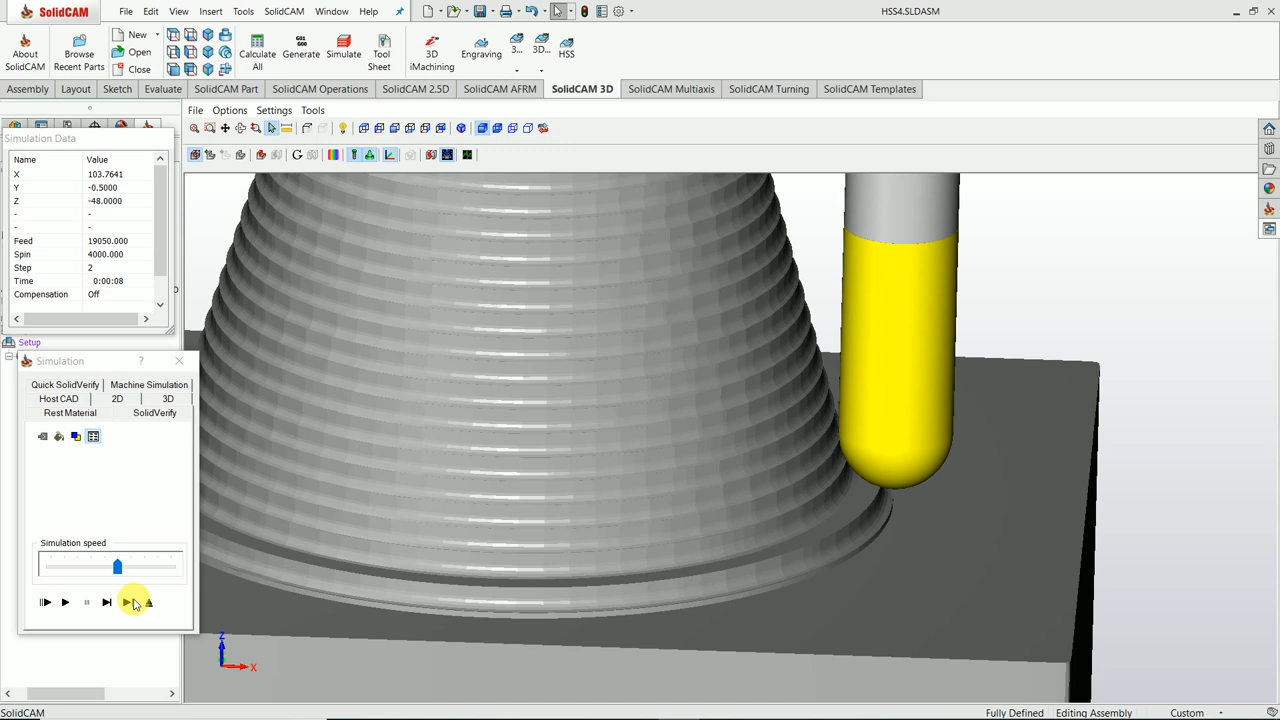 SolidCAM
File Edit View Insert Tools SolidCAM Window Help
HSS4.SLDASM
About SolidCAM
Browse Recent Parts
New
Open
Close
Calculate All
Generate
Simulate
Tool Sheet
3D iMachining
Engraving
3...
3D...
HSS
G01
G00
Assembly Layout Sketch Evaluate SolidCAM Part SolidCAM Operations SolidCAM 2.5D SolidCAM AFRM SolidCAM 3D SolidCAM Multiaxis SolidCAM Turning SolidCAM Templates
File Options Settings Tools
Simulation Data
Name Value
X 103.7641
Y -0.5000
Z -48.0000
- -
- -
Feed 19050.000
Spin 4000.000
Step 2
Time 0:00:08
Compensation Off
Setup
Simulation ?
Quick SolidVerify Machine Simulation
Host CAD 2D 3D
Rest Material SolidVerify
Simulation speed
Z
X
SolidCAM
Fully Defined Editing Assembly Custom